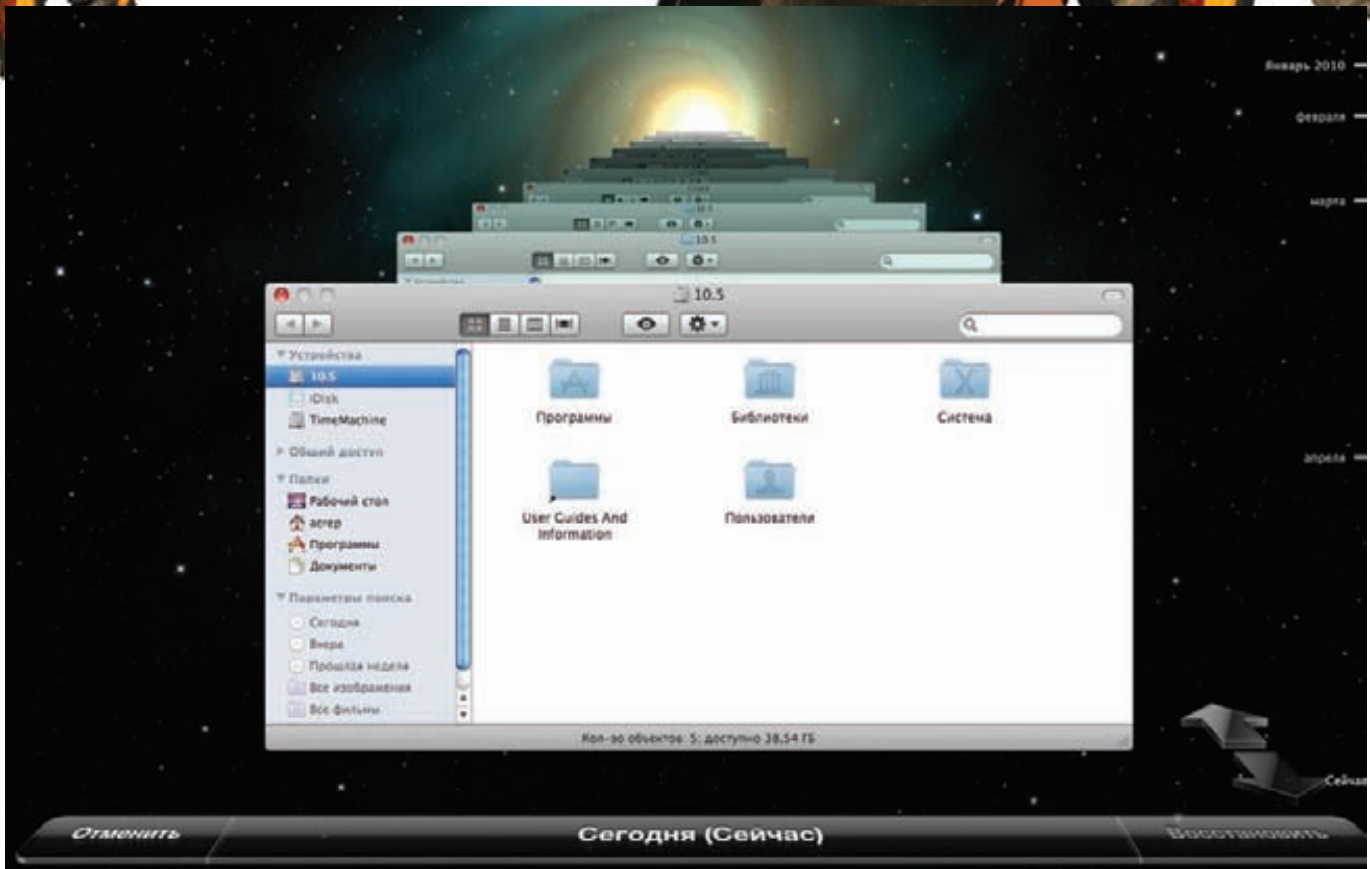 Январь 2010
февраля
марта
10.5
10.5
Устройства
10.5
iDisk
TimeMachine
Общий доступ
Папки
Рабочий стол
Программы
Документы
Параметры поиска
Сегодня
Вчера
Прошлая неделя
Все изображения
Все фильмы
Программы
Библиотеки
Система
User Guides And
Information
Пользователи
Кол-во объектов: 5; доступно 38,54 ГБ
апреля
Сейчас
Отменить
Сегодня (Сейчас)
Восстановить